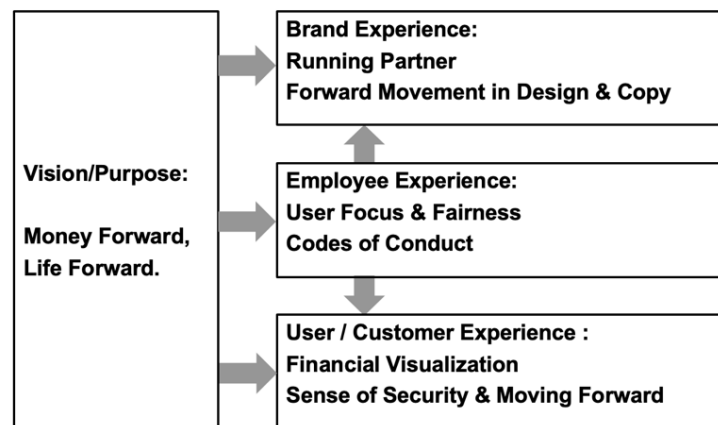 Vision/Purpose:
Money Forward,
Life Forward.
Brand Experience:
Running Partner
Forward Movement in Design & Copy
Employee Experience:
User Focus & Fairness
Codes of Conduct
User / Customer Experience :
Financial Visualization
Sense of Security & Moving Forward